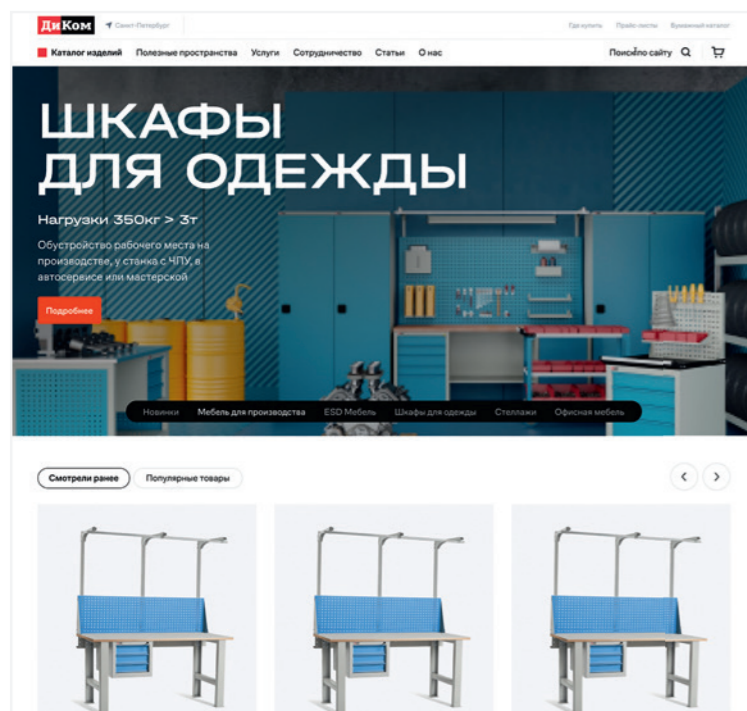 ДиКом
Санкт-Петербург
Где купить Прайс-листы Бумажный каталог
Каталог изделий Полезные пространства Услуги Сотрудничество Статьи О нас
Поиск по сайту
ШКАФЫ
ДЛЯ ОДЕЖДЫ
Нагрузки 350кг > 3т
Обустройство рабочего места на
производстве, у станка с ЧПУ, в
автосервисе или мастерской
Подробнее
Новинки Мебель для производства ESD Мебель Шкафы для одежды Стеллажи Офисная мебель
Смотрели ранее Популярные товары